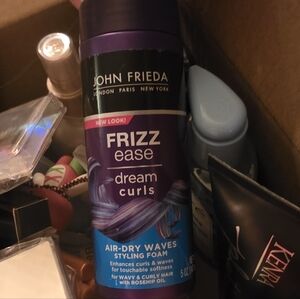 JOHN FRIEDA
LONDON PARIS NEW YORK
NEW LOOK!
FRIZZ
ease
dream
curls
AIR-DRY WAVES
STYLING FOAM
Enhances curls & waves
for touchable softness
for WAVY & CURLY HAIR
with ROSEHIP OIL
KENRA